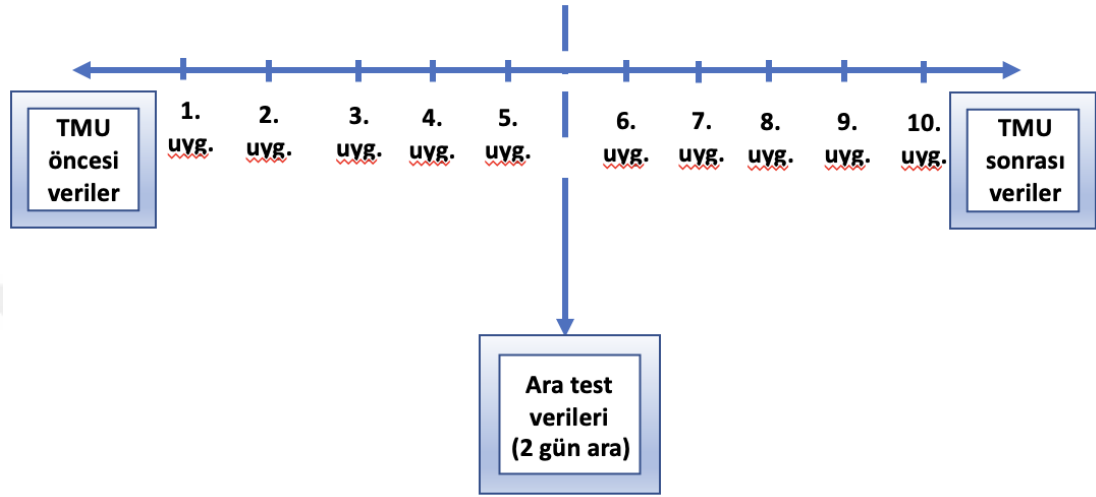 TMU
öncesi
veriler
1.
uyg.
2.
uyg.
3.
uyg.
4.
uyg.
5.
uyg.
6.
uyg.
7.
uyg.
8.
uyg.
9.
uyg.
10.
uyg.
TMU
sonrası
veriler
Ara test
verileri
(2 gün ara)